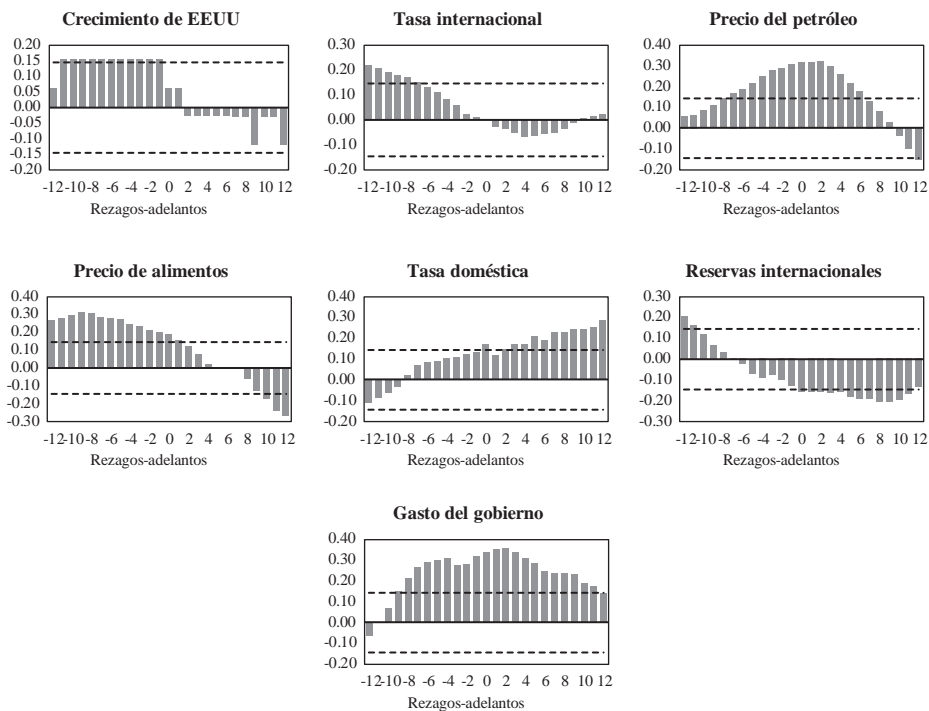 Crecimiento de EEUU
0.20
0.15
0.10
0.05
0.00
-0.05
-0.10
-0.15
-0.20
-12-10-8 -6 -4 -2 0 2 4 6 8 10 12
Rezagos-adelantos
Tasa internacional
0.30
0.20
0.10
0.00
-0.10
-0.20
-12-10-8 -6 -4 -2 0 2 4 6 8 10 12
Rezagos-adelantos
Precio del petróleo
0.40
0.30
0.20
0.10
0.00
-0.10
-0.20
-12-10-8 -6 -4 -2 0 2 4 6 8 10 12
Rezagos-adelantos
Precio de alimentos
0.40
0.30
0.20
0.10
0.00
-0.10
-0.20
-0.30
-12-10-8 -6 -4 -2 0 2 4 6 8 10 12
Rezagos-adelantos
Tasa doméstica
0.40
0.30
0.20
0.10
0.00
-0.10
-0.20
-12-10-8 -6 -4 -2 0 2 4 6 8 10 12
Rezagos-adelantos
Reservas internacionales
0.30
0.20
0.10
0.00
-0.10
-0.20
-0.30
-12-10-8 -6 -4 -2 0 2 4 6 8 10 12
Rezagos-adelantos
Gasto del gobierno
0.40
0.30
0.20
0.10
0.00
-0.10
-0.20
-12-10-8 -6 -4 -2 0 2 4 6 8 10 12
Rezagos-adelantos